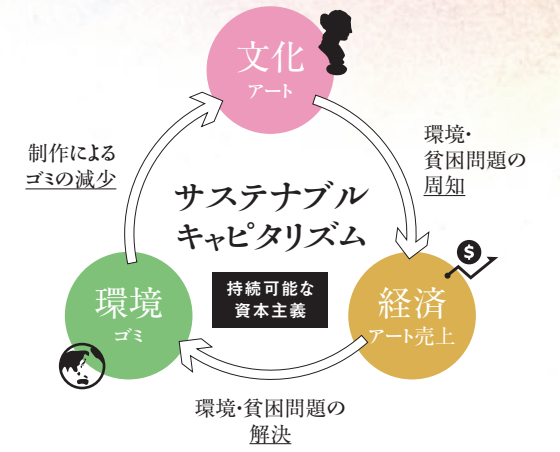 文化
アート
環境・
貧困問題の
周知
制作による
ゴミの減少
サステナブル
キャピタリズム
持続可能な
資本主義
環境
ゴミ
$
経済
アート売上
環境・貧困問題の
解決